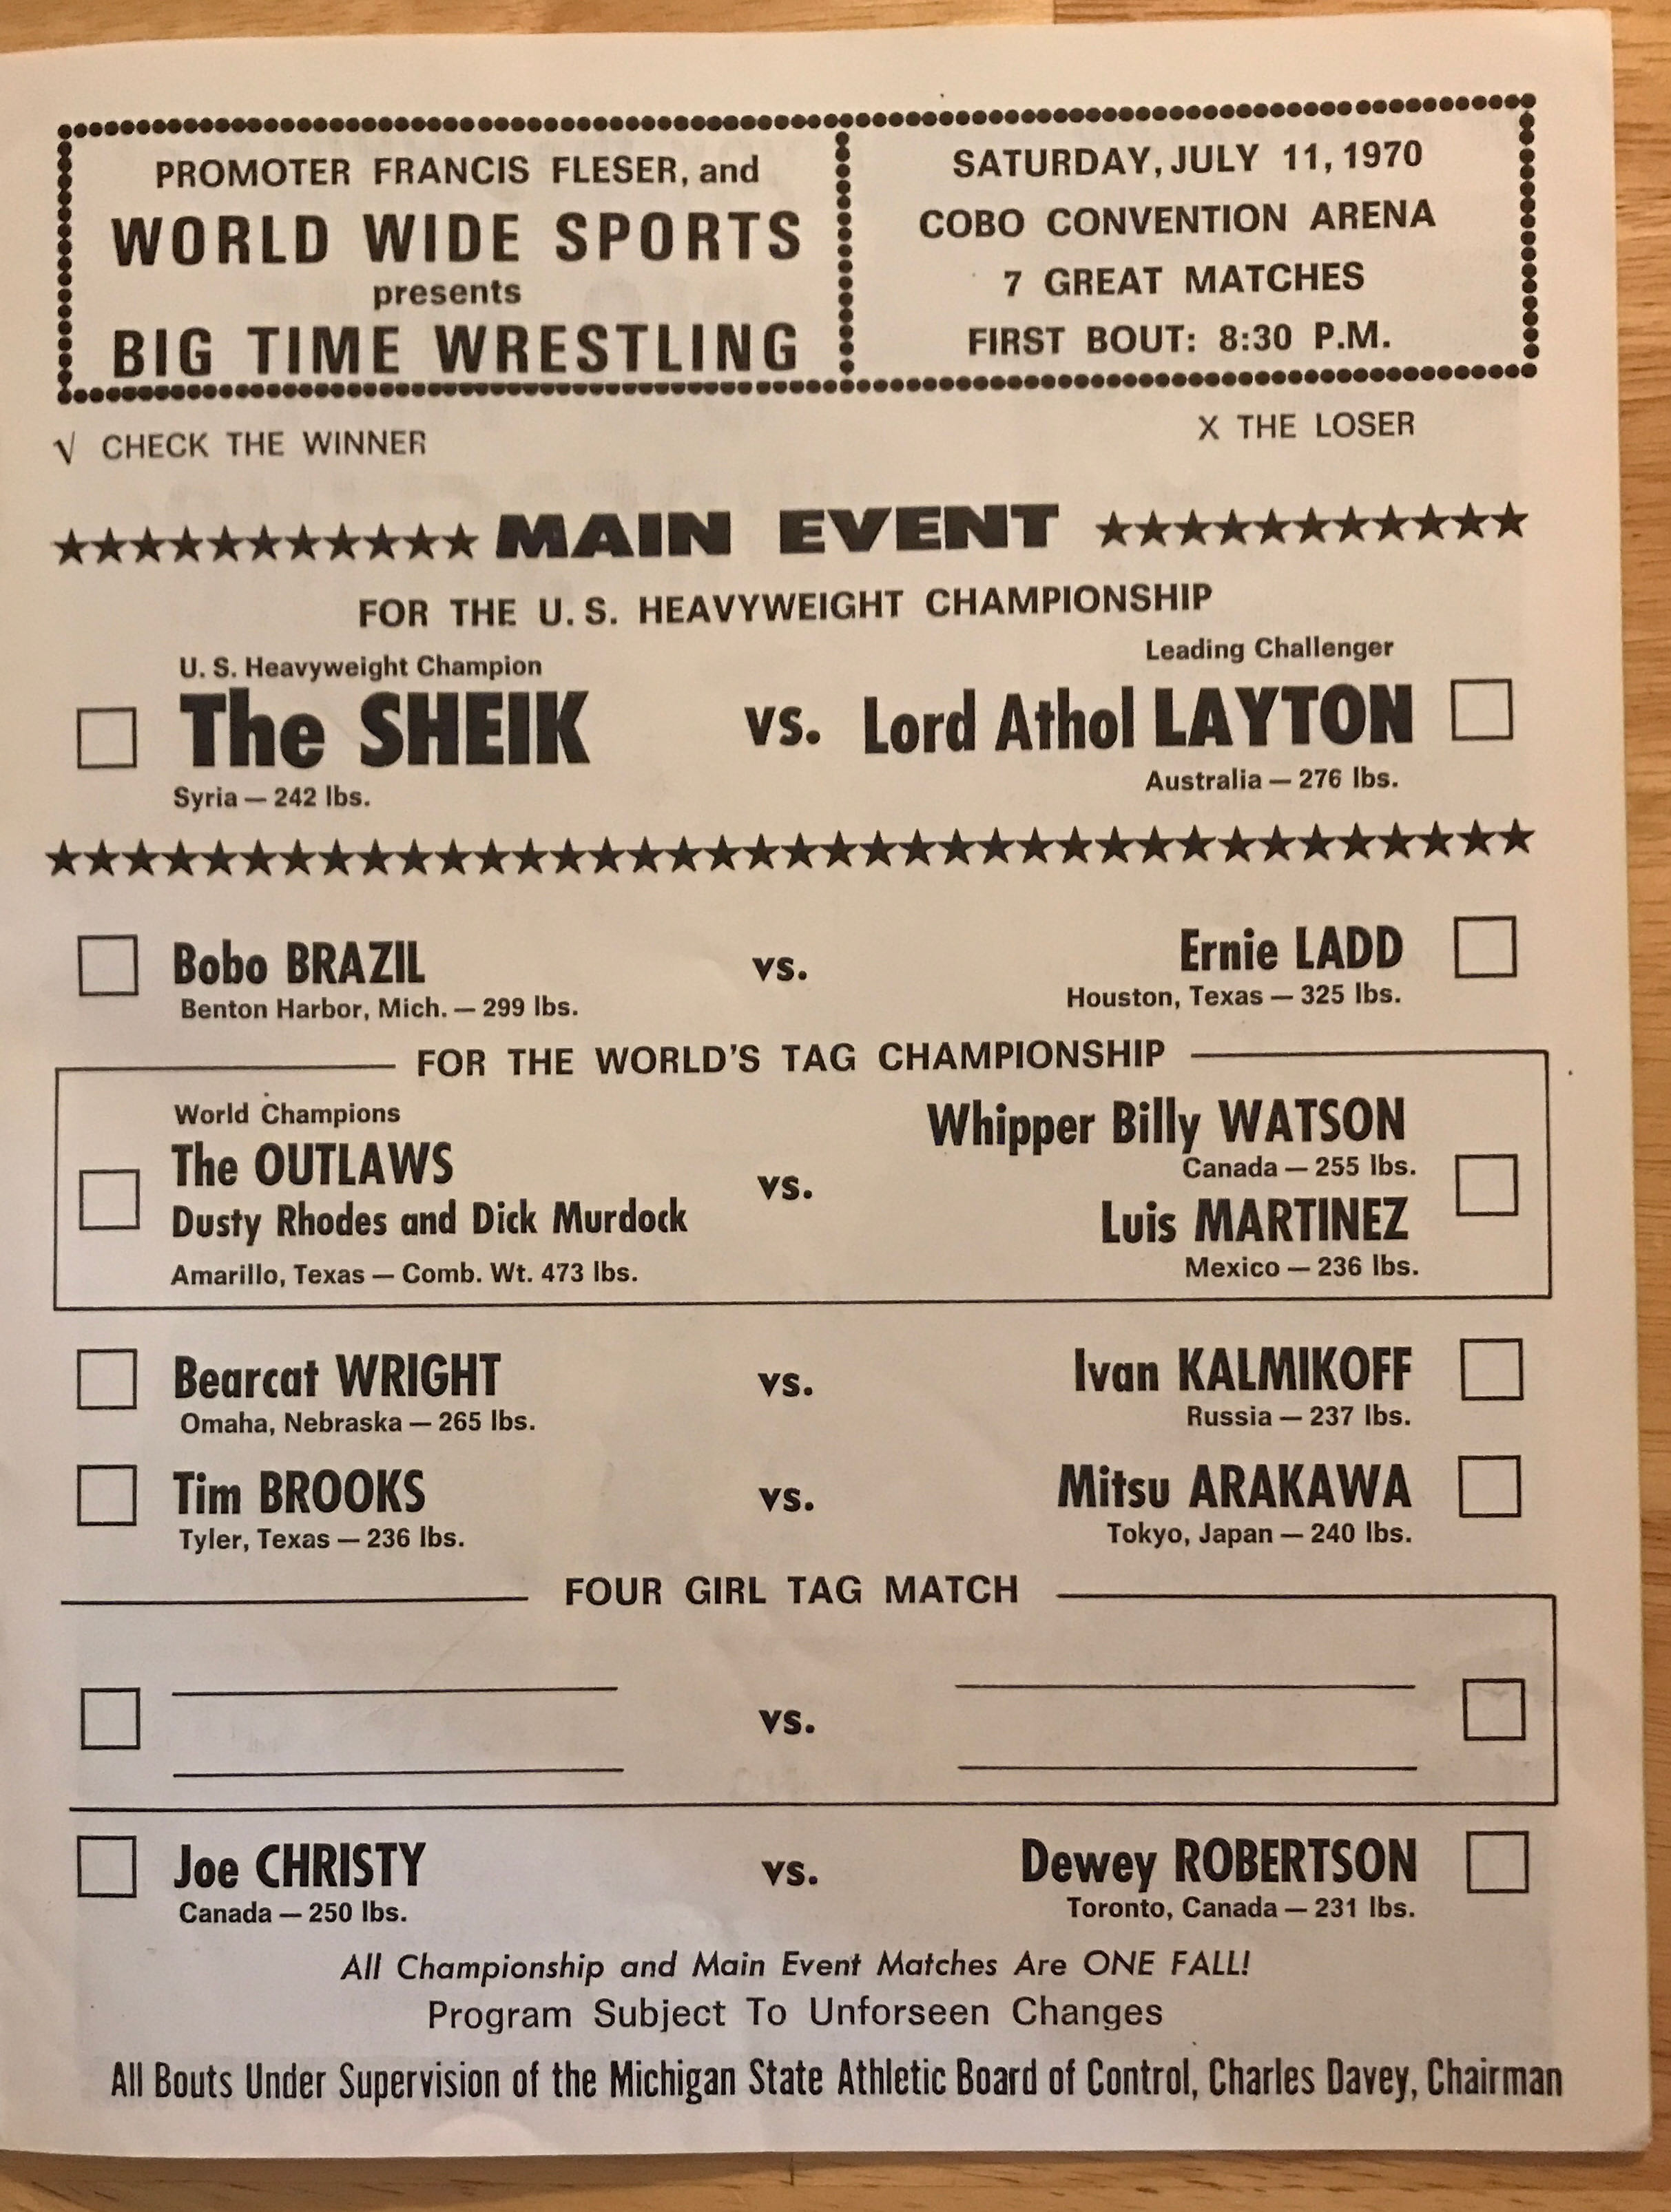 PROMOTER FRANCIS FLESER, and
WORLD WIDE SPORTS
presents
BIG TIME WRESTLING
SATURDAY, JULY 11, 1970
COBO CONVENTION ARENA
7 GREAT MATCHES
FIRST BOUT: 8:30 P.M.
√ CHECK THE WINNER
X THE LOSER
MAIN EVENT
FOR THE U. S. HEAVYWEIGHT CHAMPIONSHIP
U. S. Heavyweight Champion
The SHEIK
Syria — 242 lbs.
vs.
Leading Challenger
Lord Athol LAYTON
Australia — 276 lbs.
Bobo BRAZIL
Benton Harbor, Mich. — 299 lbs.
vs.
Ernie LADD
Houston, Texas — 325 lbs.
FOR THE WORLD'S TAG CHAMPIONSHIP
World Champions
The OUTLAWS
Dusty Rhodes and Dick Murdock
Amarillo, Texas — Comb. Wt. 473 lbs.
vs.
Whipper Billy WATSON
Canada — 255 lbs.
Luis MARTINEZ
Mexico — 236 lbs.
Bearcat WRIGHT
Omaha, Nebraska — 265 lbs.
vs.
Ivan KALMIKOFF
Russia — 237 lbs.
Tim BROOKS
Tyler, Texas — 236 lbs.
vs.
Mitsu ARAKAWA
Tokyo, Japan — 240 lbs.
FOUR GIRL TAG MATCH
vs.
Joe CHRISTY
Canada — 250 lbs.
vs.
Dewey ROBERTSON
Toronto, Canada — 231 lbs.
All Championship and Main Event Matches Are ONE FALL!
Program Subject To Unforseen Changes
All Bouts Under Supervision of the Michigan State Athletic Board of Control, Charles Davey, Chairman